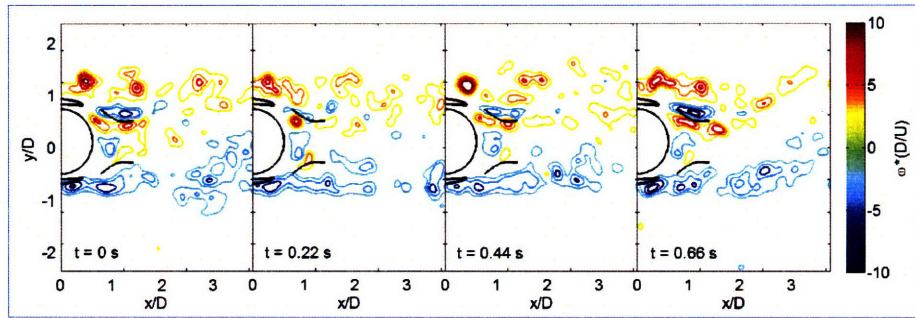 y/D
2
1
0
-1
-2
t = 0 s
t = 0.22 s
t = 0.44 s
t = 0.66 s
0 1 2 3
0 1 2 3
0 1 2 3
0 1 2 3
x/D
x/D
x/D
x/D
10
5
0
-5
-10
ω*(D/U)